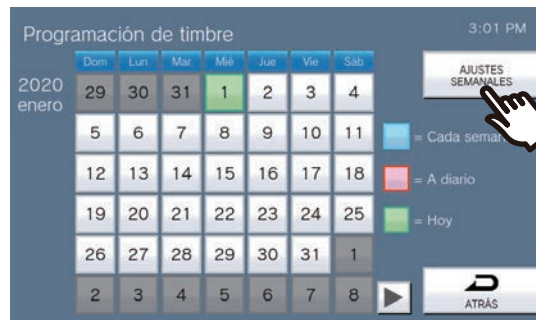 Programación de timbre
3:01 PM
Dom Lun Mar Mié Jue Vie Sáb
2020
enero
29 30 31 1 2 3 4
5 6 7 8 9 10 11
12 13 14 15 16 17 18
19 20 21 22 23 24 25
26 27 28 29 30 31 1
2 3 4 5 6 7 8
AJUSTES
SEMANALES
= Cada
= A diario
= Hoy
ATRÁS